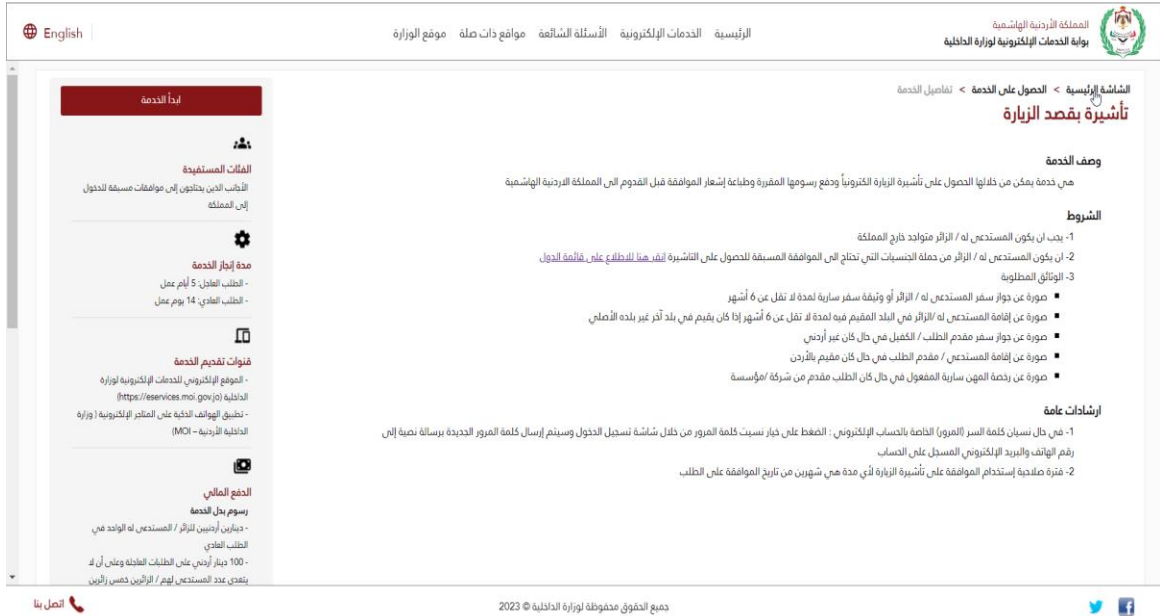 المملكة الأردنية الهاشمية
بوابة الخدمات الإلكترونية لوزارة الداخلية
الرئيسية الخدمات الإلكترونية الأسئلة الشائعة مواقع ذات صلة موقع الوزارة
English
الشاشة الرئيسية > الحصول على الخدمة > تفاصيل الخدمة
تأشيرة بقصد الزيارة
وصف الخدمة
هي خدمة يمكن من خلالها الحصول على تأشيرة الزيارة الكترونياً ودفع رسومها المقررة وطباعة إشعار الموافقة قبل القدوم الى المملكة الاردنية الهاشمية
الشروط
1- يجب ان يكون المستدعى له / الزائر متواجد خارج المملكة
2- ان يكون المستدعى له / الزائر من حملة الجنسيات التي تحتاج الى الموافقة المسبقة للحصول على التاشيرة انقر هنا للاطلاع على قائمة الدول
3- الوثائق المطلوبة
▪ صورة عن جواز سفر المستدعى له / الزائر أو وثيقة سفر سارية لمدة لا تقل عن 6 أشهر
▪ صورة عن إقامة المستدعى له /الزائر في البلد المقيم فيه لمدة لا تقل عن 6 أشهر إذا كان يقيم في بلد آخر غير بلده الأصلي
▪ صورة عن جواز سفر مقدم الطلب / الكفيل في حال كان غير أردني
▪ صورة عن إقامة المستدعي / مقدم الطلب في حال كان مقيم بالأردن
▪ صورة عن رخصة المهن سارية المفعول في حال كان الطلب مقدم من شركة /مؤسسة
ارشادات عامة
1- في حال نسيان كلمة السر (المرور) الخاصة بالحساب الإلكتروني : الضغط على خيار نسيت كلمة المرور من خلال شاشة تسجيل الدخول وسيتم إرسال كلمة المرور الجديدة برسالة نصية إلى
رقم الهاتف والبريد الإلكتروني المسجل على الحساب
2- فترة صلاحية إستخدام الموافقة على تأشيرة الزيارة لأي مدة هي شهرين من تاريخ الموافقة على الطلب
ابدأ الخدمة
الفئات المستفيدة
الأجانب الذين يحتاجون إلى موافقات مسبقة للدخول
إلى المملكة
مدة إنجاز الخدمة
- الطلب العاجل: 5 أيام عمل
- الطلب العادي: 14 يوم عمل
قنوات تقديم الخدمة
- الموقع الإلكتروني للخدمات الإلكترونية لوزارة
الداخلية (https://eservices.moi.gov.jo)
- تطبيق الهواتف الذكية على المتاجر الإلكترونية ( وزارة
الداخلية الأردنية – MOI)
الدفع المالي
رسوم بدل الخدمة
- دينارين أردنيين للزائر / المستدعى له الواحد في
الطلب العادي
- 100 دينار أردني على الطلبات العاجلة وعلى أن لا
يتعدى عدد المستدعى لهم / الزائرين خمس زائرين
جميع الحقوق محفوظة لوزارة الداخلية © 2023
اتصل بنا